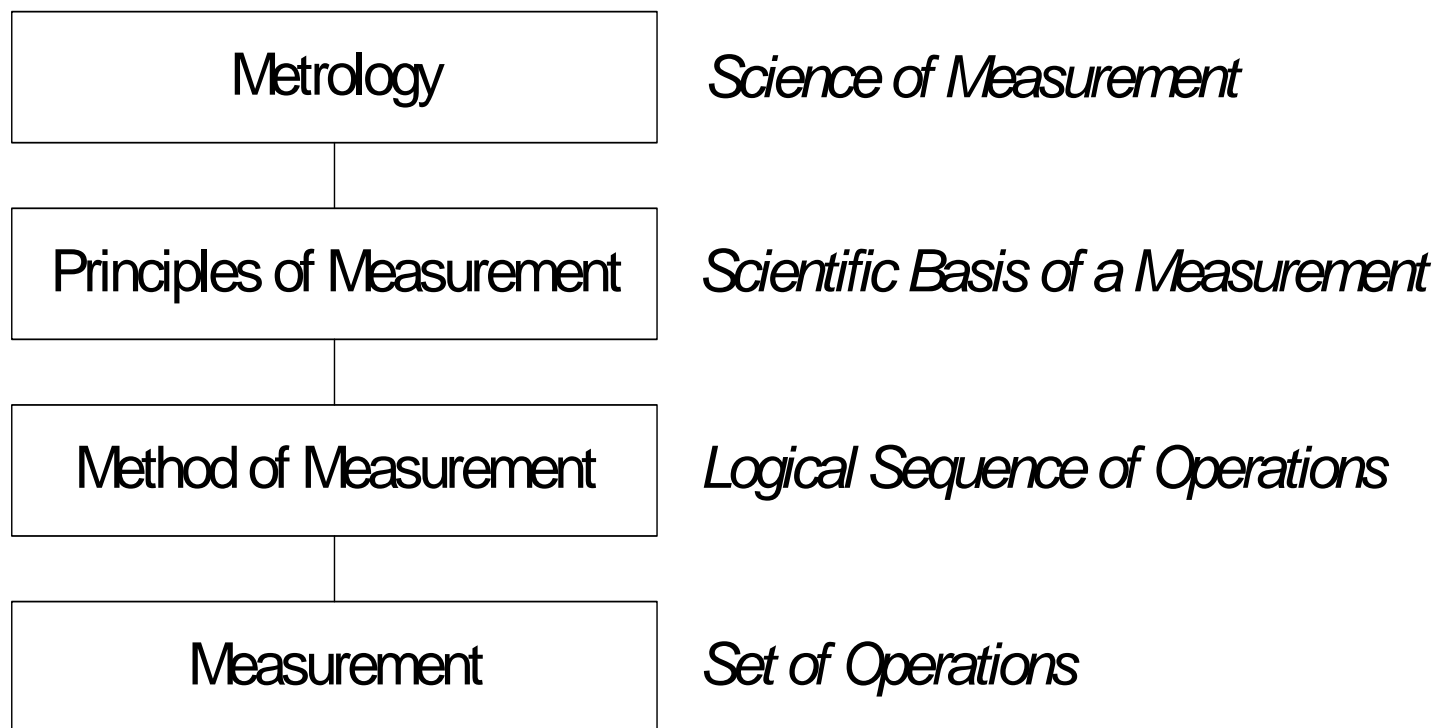 Metrology
Science of Measurement
Principles of Measurement
Scientific Basis of a Measurement
Method of Measurement
Logical Sequence of Operations
Measurement
Set of Operations